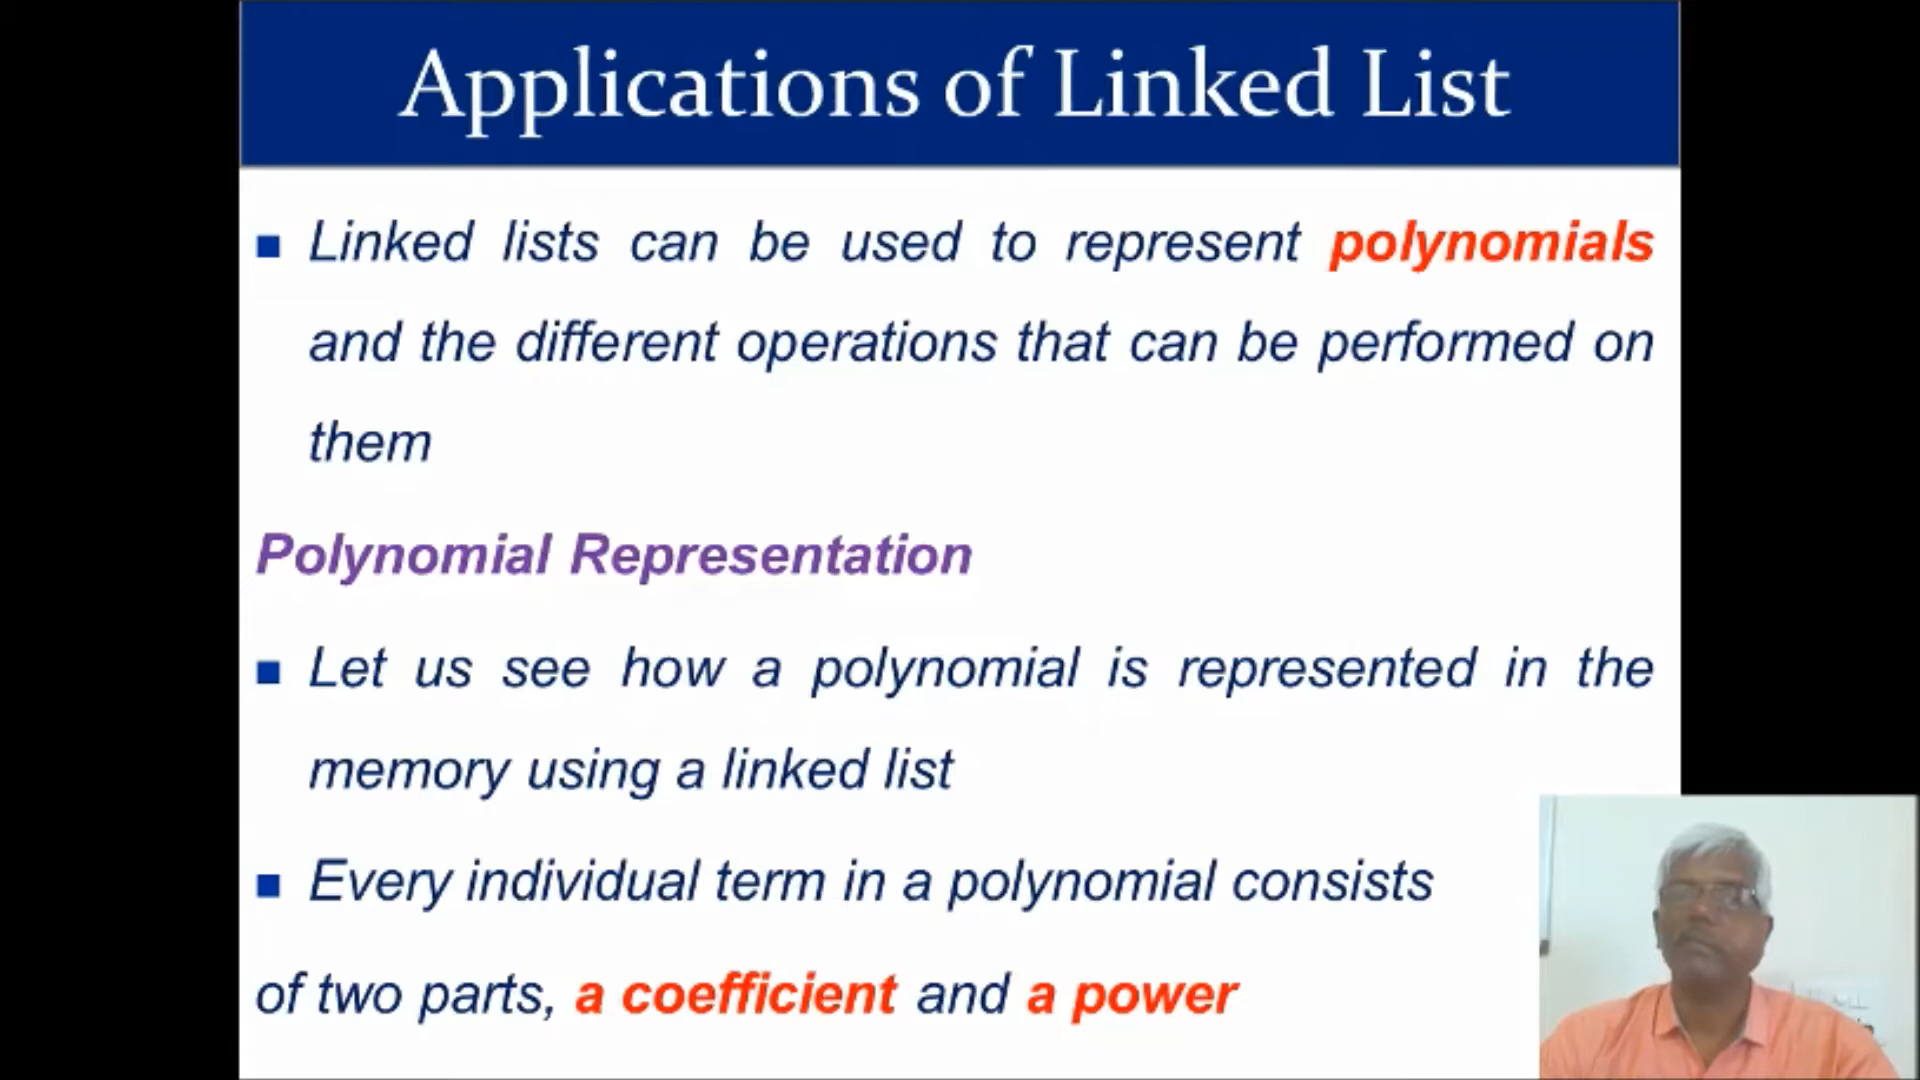 Applications of Linked List
Linked lists can be used to represent polynomials
and the different operations that can be performed on
them
Polynomial Representation
Let us see how a polynomial is represented in the
memory using a linked list
Every individual term in a polynomial consists
of two parts, a coefficient and a power